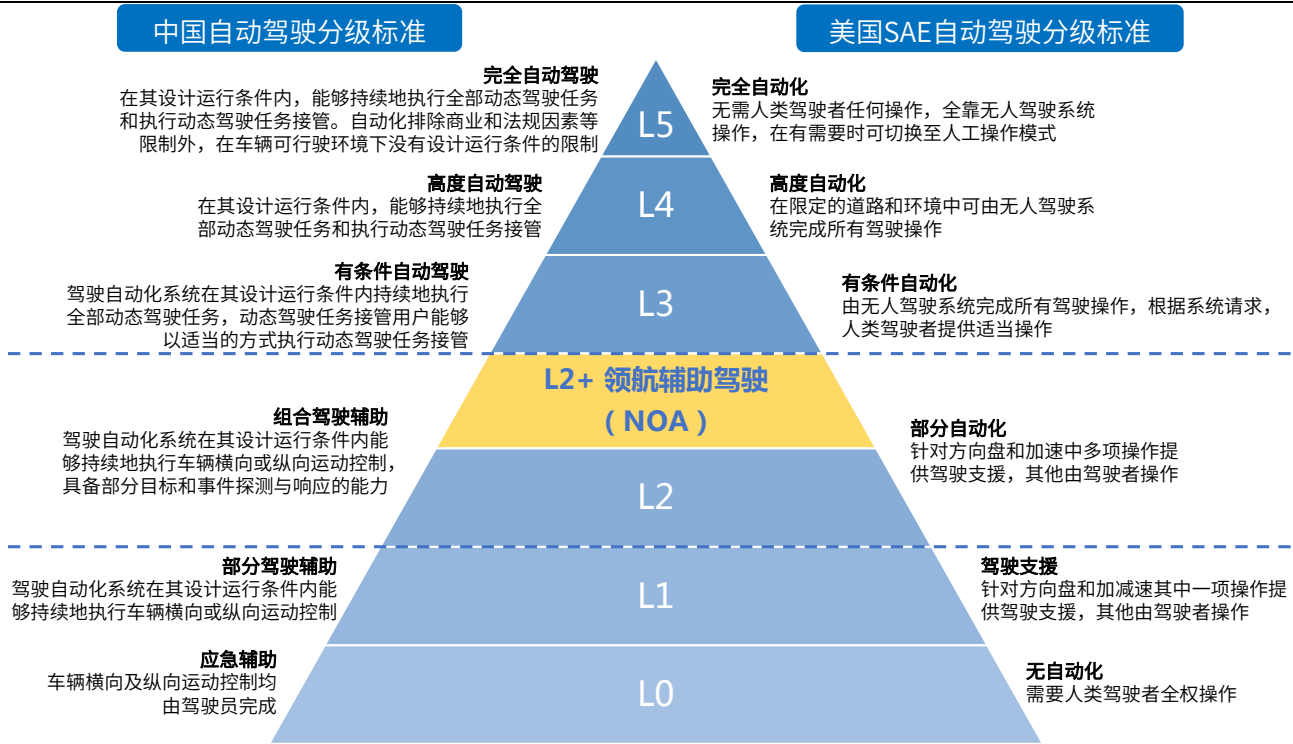 中国自动驾驶分级标准
美国SAE自动驾驶分级标准
完全自动驾驶
在其设计运行条件内，能够持续地执行全部动态驾驶任务
和执行动态驾驶任务接管。自动化排除商业和法规因素等
限制外，在车辆可行驶环境下没有设计运行条件的限制
L5
完全自动化
无需人类驾驶者任何操作，全靠无人驾驶系统
操作，在有需要时可切换至人工操作模式
高度自动驾驶
在其设计运行条件内，能够持续地执行全
部动态驾驶任务和执行动态驾驶任务接管
L4
高度自动化
在限定的道路和环境中可由无人驾驶系
统完成所有驾驶操作
有条件自动驾驶
驾驶自动化系统在其设计运行条件内持续地执行
全部动态驾驶任务，动态驾驶任务接管用户能够
以适当的方式执行动态驾驶任务接管
L3
有条件自动化
由无人驾驶系统完成所有驾驶操作，根据系统请求，
人类驾驶者提供适当操作
L2+ 领航辅助驾驶
（NOA）
组合驾驶辅助
驾驶自动化系统在其设计运行条件内能
够持续地执行车辆横向或纵向运动控制，
具备部分目标和事件探测与响应的能力
L2
部分自动化
针对方向盘和加速中多项操作提
供驾驶支援，其他由驾驶者操作
部分驾驶辅助
驾驶自动化系统在其设计运行条件内能
够持续地执行车辆横向或纵向运动控制
L1
驾驶支援
针对方向盘和加减速其中一项操作提
供驾驶支援，其他由驾驶者操作
应急辅助
车辆横向及纵向运动控制均
由驾驶员完成
L0
无自动化
需要人类驾驶者全权操作